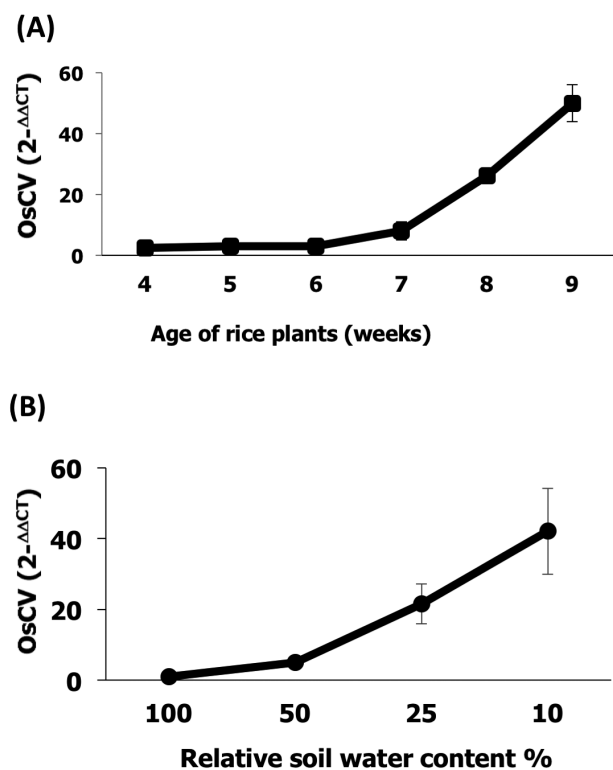 (A)
OsCV (2-ΔΔCT)
60
40
20
0
4 5 6 7 8 9
Age of rice plants (weeks)
(B)
OsCV (2-ΔΔCT)
60
40
20
0
100 50 25 10
Relative soil water content %